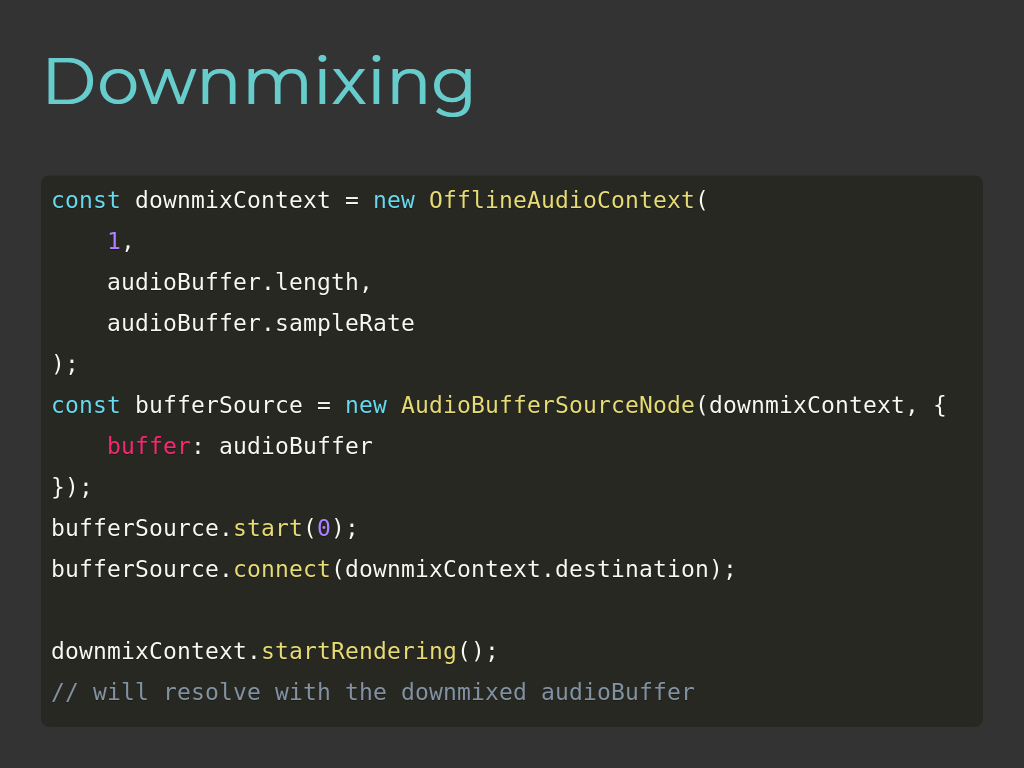 Downmixing
const downmixContext = new OfflineAudioContext(
    1,
    audioBuffer.length,
    audioBuffer.sampleRate
);
const bufferSource = new AudioBufferSourceNode(downmixContext, {
    buffer: audioBuffer
});
bufferSource.start(0);
bufferSource.connect(downmixContext.destination);

downmixContext.startRendering();
// will resolve with the downmixed audioBuffer